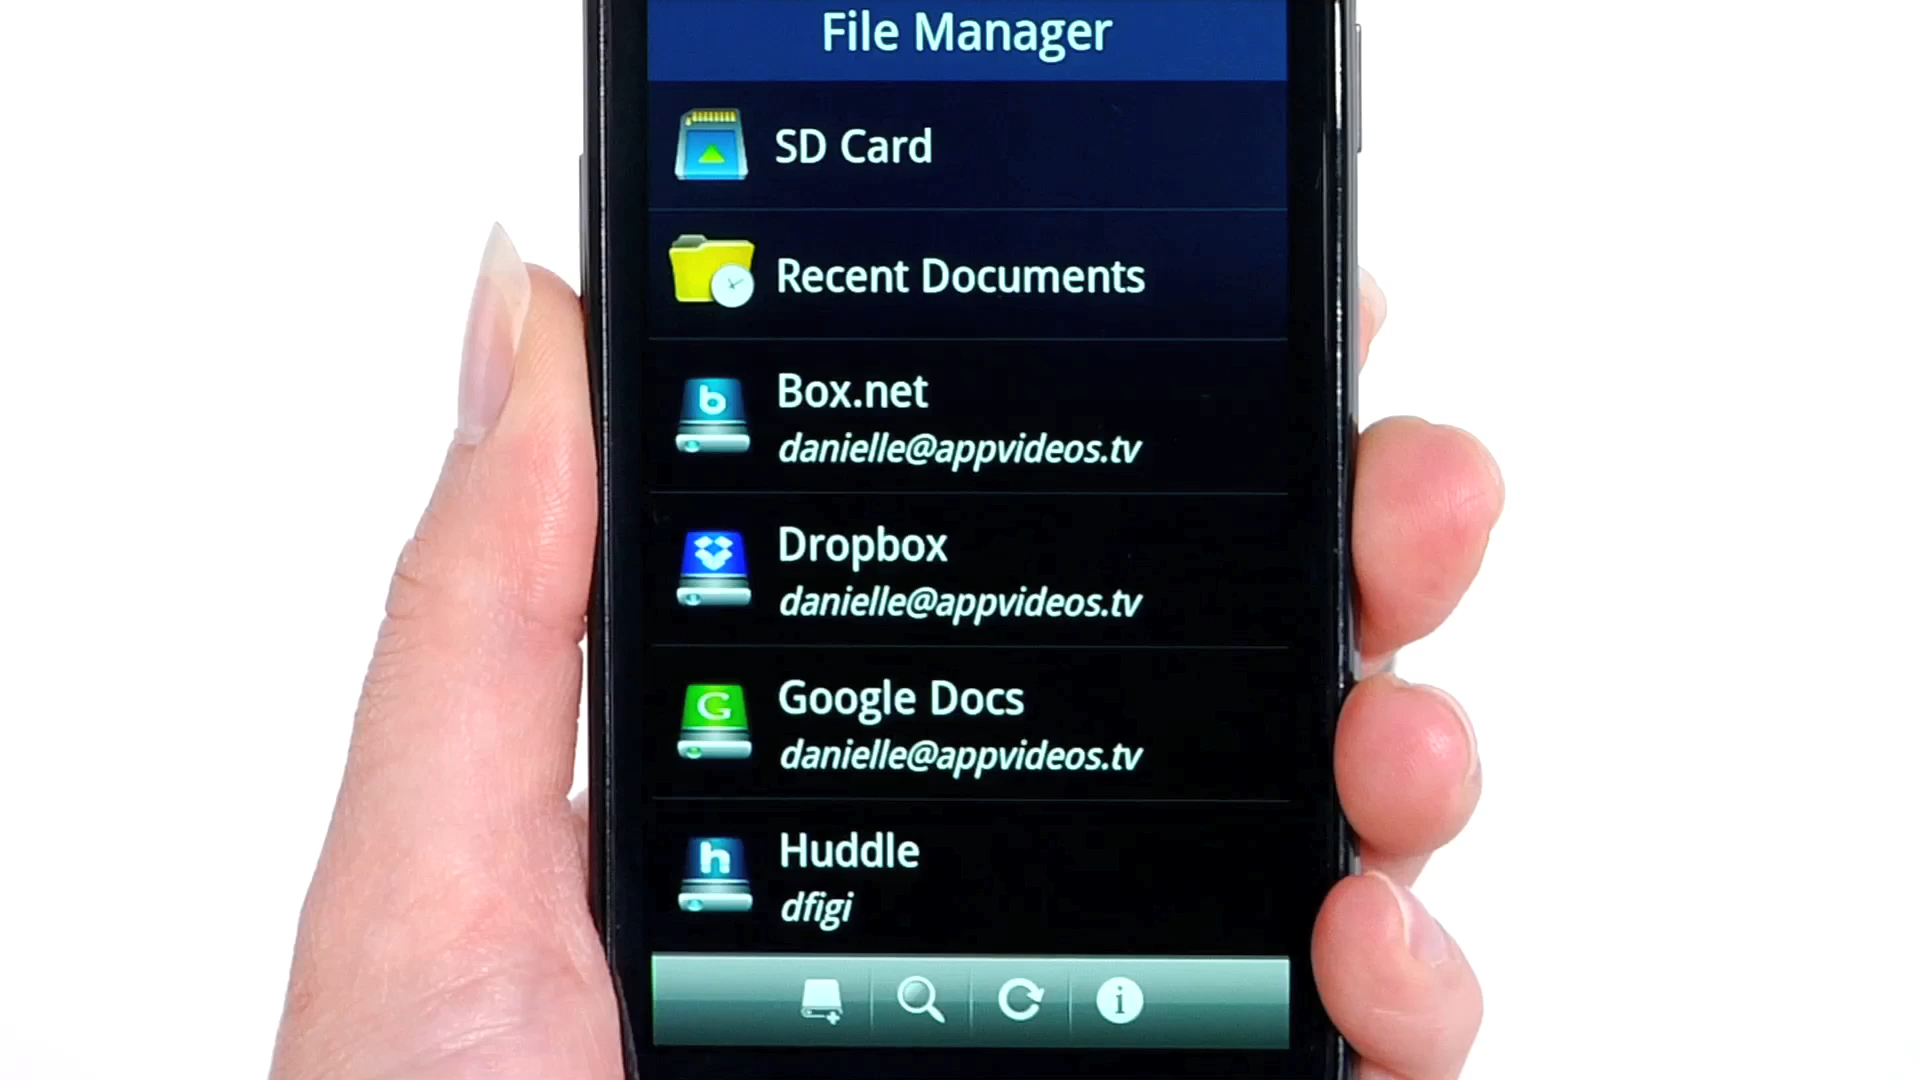 File Manager
SD Card
Recent Documents
b
Box.net
danielle@appvideos.tv
Dropbox
danielle@appvideos.tv
G
Google Docs
danielle@appvideos.tv
h
Huddle
dfigi
i